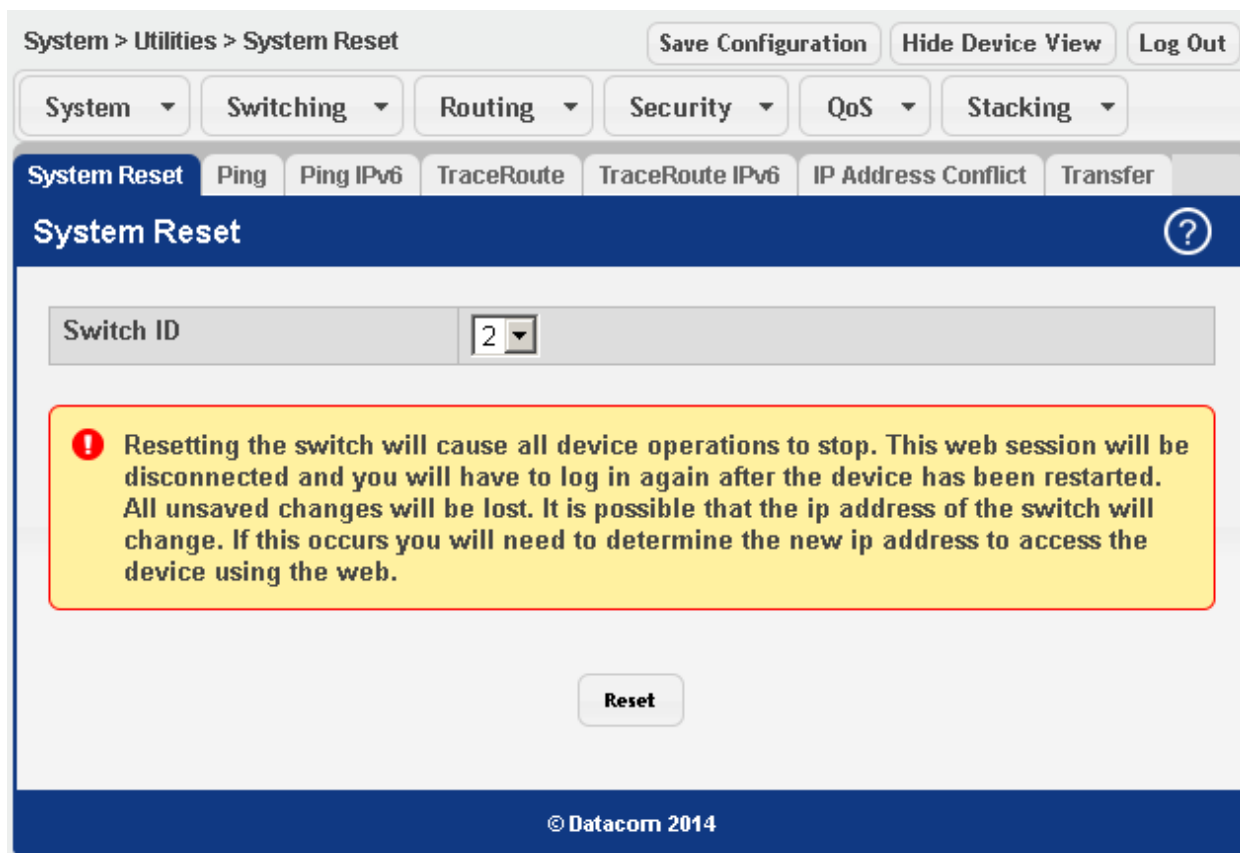 System > Utilities > System Reset
Save Configuration
Hide Device View
Log Out
System
Switching
Routing
Security
QoS
Stacking
System Reset
Ping
Ping IPv6
TraceRoute
TraceRoute IPv6
IP Address Conflict
Transfer
System Reset
?
Switch ID
2
Resetting the switch will cause all device operations to stop. This web session will be
disconnected and you will have to log in again after the device has been restarted.
All unsaved changes will be lost. It is possible that the ip address of the switch will
change. If this occurs you will need to determine the new ip address to access the
device using the web.
Reset
© Datacom 2014